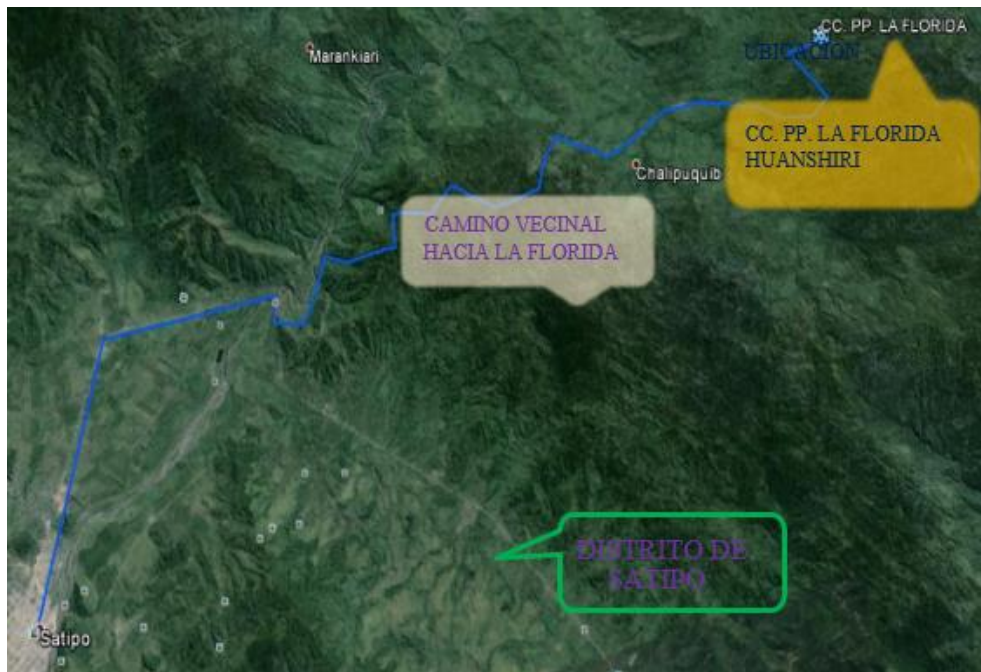 CC. PP. LA FLORIDA
UBICACIÓN
Marankiari
CC. PP. LA FLORIDA
HUANSHIRI
Chalipuquib
CAMINO VECINAL
HACIA LA FLORIDA
DISTRITO DE
SATIPO
Satipo